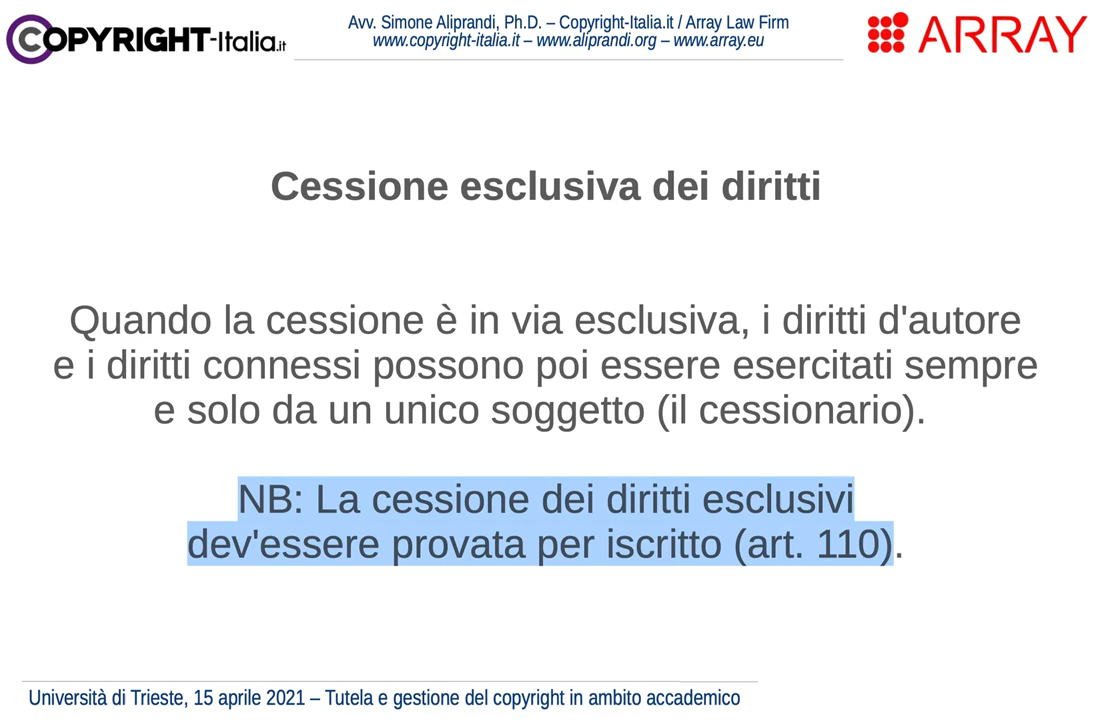 COPYRIGHT-Italia.it
Avv. Simone Aliprandi, Ph.D. – Copyright-Italia.it / Array Law Firm
www.copyright-italia.it – www.aliprandi.org – www.array.eu
ARRAY
Cessione esclusiva dei diritti
Quando la cessione è in via esclusiva, i diritti d'autore
e i diritti connessi possono poi essere esercitati sempre
e solo da un unico soggetto (il cessionario).
NB: La cessione dei diritti esclusivi
dev'essere provata per iscritto (art. 110).
Università di Trieste, 15 aprile 2021 – Tutela e gestione del copyright in ambito accademico